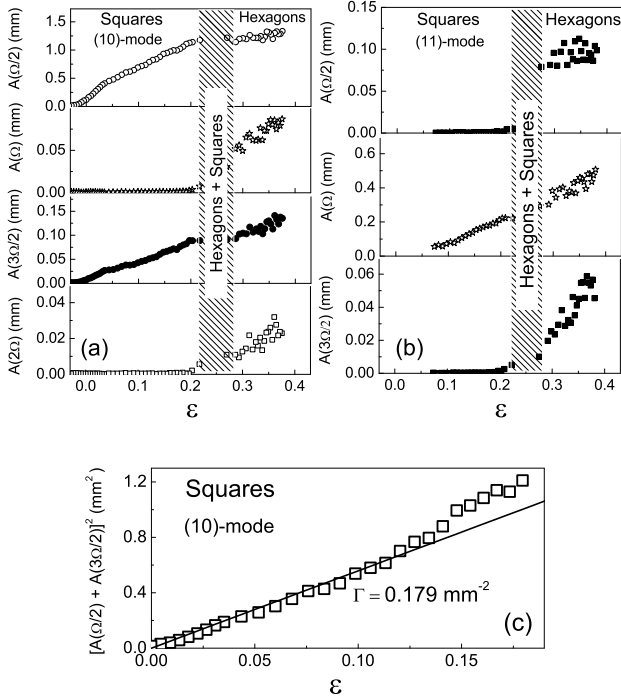 Squares
(10)-mode
Hexagons
A(Ω/2) (mm)
1.5
1.0
0.5
0.0
A(Ω) (mm)
0.05
0.00
A(3Ω/2) (mm)
0.15
0.10
0.05
0.00
A(2Ω) (mm)
0.04
0.02
0.00
Hexagons + Squares
(a)
0.0 0.1 0.2 0.3 0.4
ε
Squares
(11)-mode
Hexagons
A(Ω/2) (mm)
0.15
0.10
0.05
0.00
A(Ω) (mm)
0.6
0.4
0.2
0.0
A(3Ω/2) (mm)
0.06
0.04
0.02
0.00
Hexagons + Squares
(b)
0.0 0.1 0.2 0.3 0.4
ε
[A(Ω/2) + A(3Ω/2)]² (mm²)
1.2
0.8
0.4
0.0
Squares
(10)-mode
Γ = 0.179 mm⁻²
(c)
0.00 0.05 0.10 0.15
ε